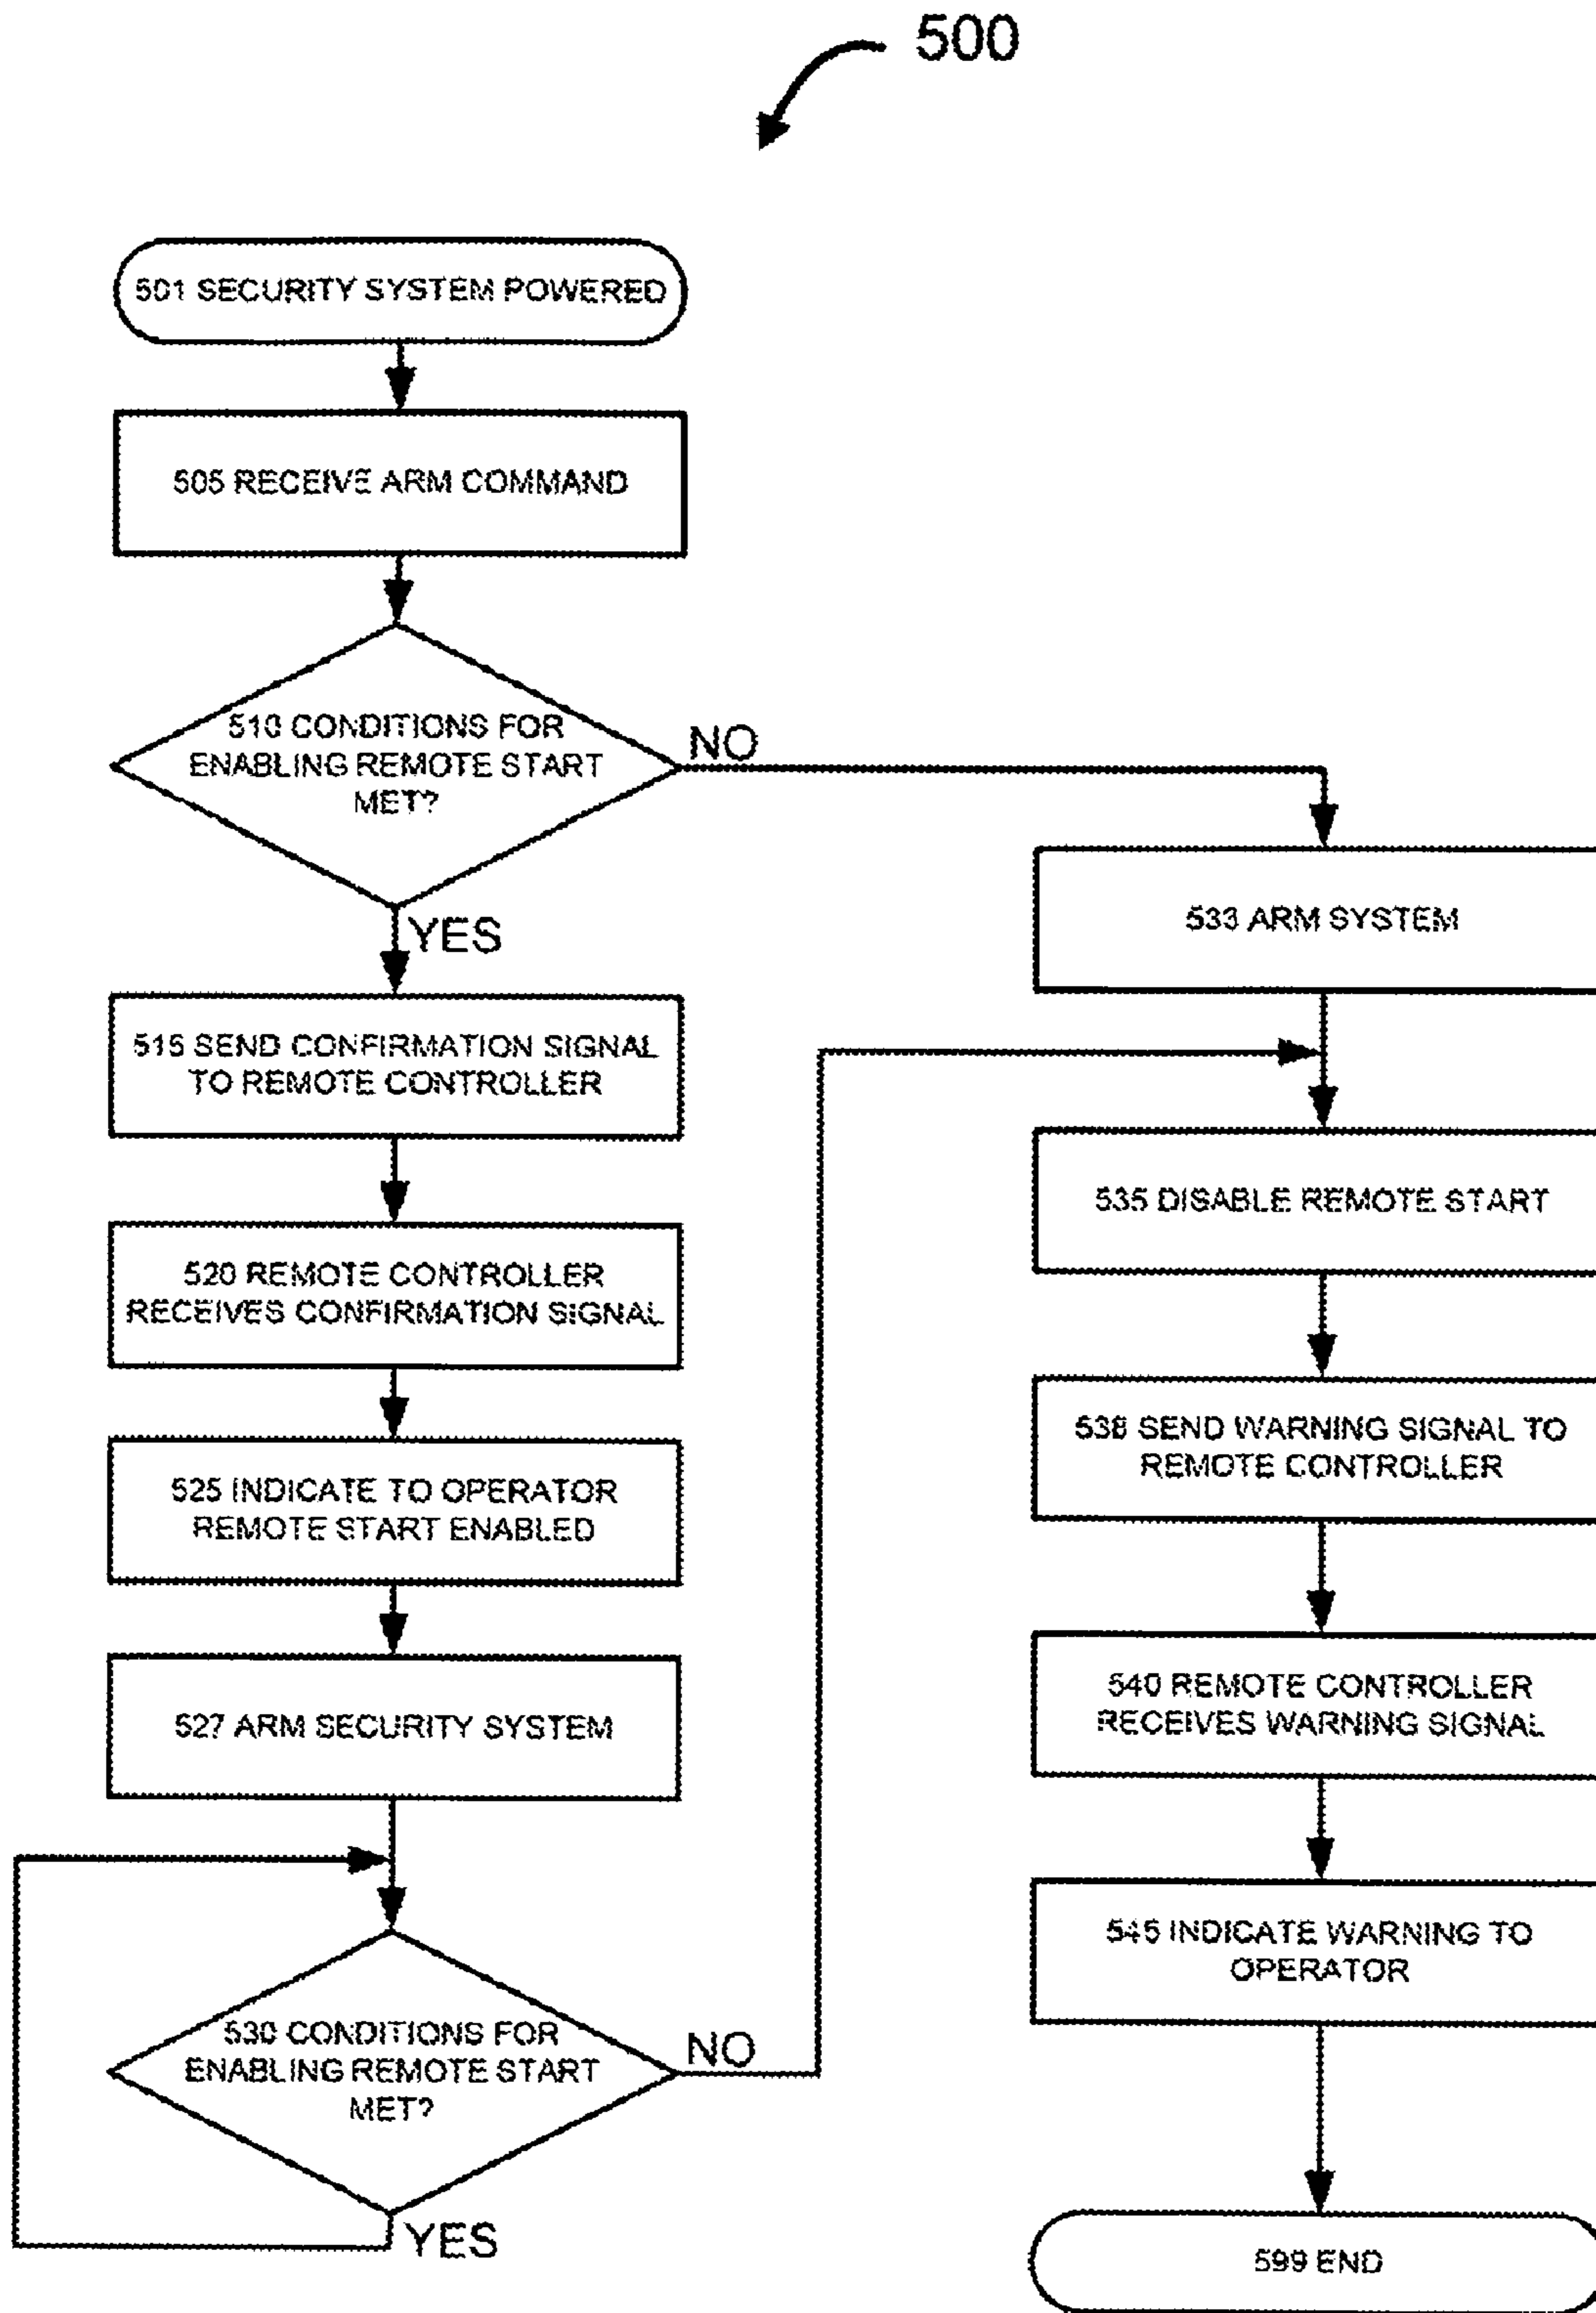 500
501 SECURITY SYSTEM POWERED
505 RECEIVE ARM COMMAND
510 CONDITIONS FOR
ENABLING REMOTE START
MET?
NO
YES
515 SEND CONFIRMATION SIGNAL
TO REMOTE CONTROLLER
520 REMOTE CONTROLLER
RECEIVES CONFIRMATION SIGNAL
525 INDICATE TO OPERATOR
REMOTE START ENABLED
527 ARM SECURITY SYSTEM
530 CONDITIONS FOR
ENABLING REMOTE START
MET?
NO
YES
533 ARM SYSTEM
535 DISABLE REMOTE START
538 SEND WARNING SIGNAL TO
REMOTE CONTROLLER
540 REMOTE CONTROLLER
RECEIVES WARNING SIGNAL
545 INDICATE WARNING TO
OPERATOR
599 END